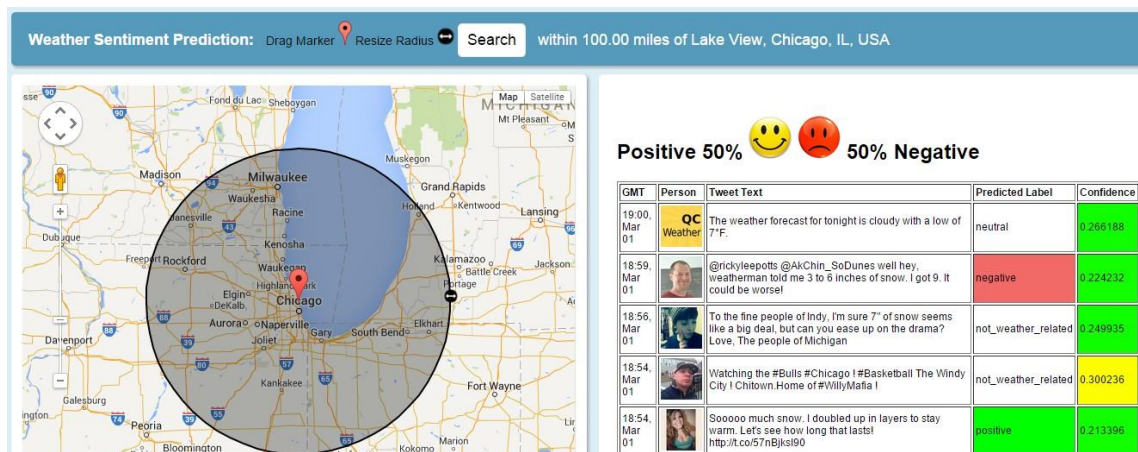 Weather Sentiment Prediction: Drag Marker Resize Radius Search within 100.00 miles of Lake View, Chicago, IL, USA
Map Satellite
MICHIGAN
Fond du Lac Sheboygan
Mt Pleasant
Muskegon
Madison
Milwaukee
Waukesha
Grand Rapids
Racine
Holland Kentwood
Lansing
Janesville
Kenosha
Dubuque
Freeport Rockford
Waukegan
Kalamazoo
Battle Creek
Jackson
Highland Park
Portage
Elgin
DeKalb
Chicago
Aurora Naperville
Gary
South Bend Elkhart
Joliet
Davenport
Kankakee
Fort Wayne
Galesburg
Peoria
Bloomington
Kokomo
Marion
Positive 50% 50% Negative
GMT Person Tweet Text Predicted Label Confidence
19:00, Mar 01 QC Weather The weather forecast for tonight is cloudy with a low of
7°F. neutral 0.266188
18:59, Mar 01 @rickyleepotts @AkChin_SoDunes well hey,
weatherman told me 3 to 6 inches of snow. I got 9. It
could be worse! negative 0.224232
18:56, Mar 01 To the fine people of Indy, I'm sure 7" of snow seems
like a big deal, but can you ease up on the drama?
Love, The people of Michigan not_weather_related 0.249935
18:54, Mar 01 Watching the #Bulls #Chicago ! #Basketball The Windy
City ! Chitown.Home of #WillyMafia ! not_weather_related 0.300236
18:54, Mar 01 Sooooo much snow. I doubled up in layers to stay
warm. Let's see how long that lasts!
http://t.co/57nBjksl90 positive 0.213396